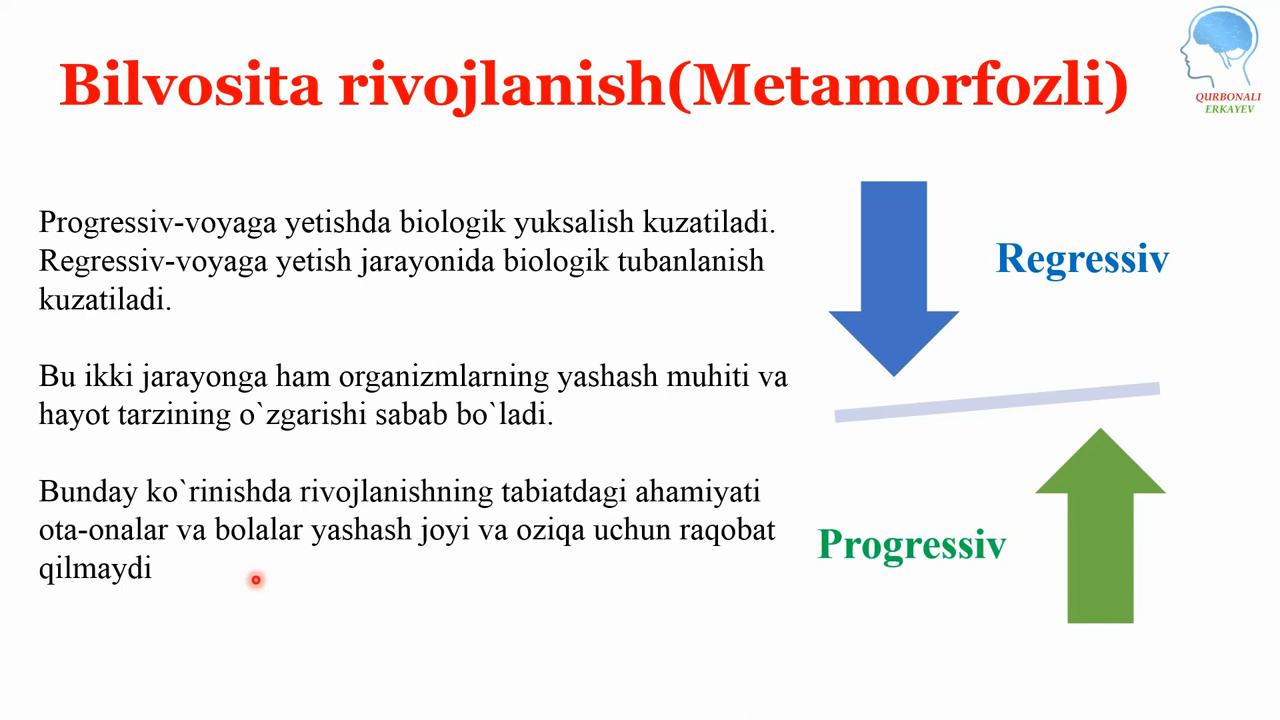 Bilvosita rivojlanish(Metamorfozli)
QURBONALI
ERKAYEV
Progressiv-voyaga yetishda biologik yuksalish kuzatiladi.
Regressiv-voyaga yetish jarayonida biologik tubanlanish
kuzatiladi.
Bu ikki jarayonga ham organizmlarning yashash muhiti va
hayot tarzining o`zgarishi sabab bo`ladi.
Bunday ko`rinishda rivojlanishning tabiatdagi ahamiyati
ota-onalar va bolalar yashash joyi va oziqa uchun raqobat
qilmaydi
Regressiv
Progressiv